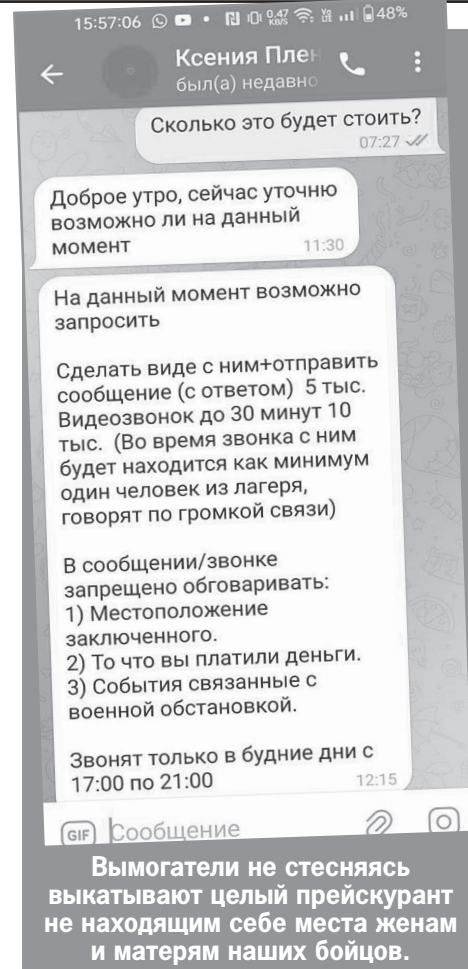 15:57:06 0.47 KB/S 48%
Ксения Плен
был(а) недавно
Сколько это будет стоить?
07:27
Доброе утро, сейчас уточню
возможно ли на данный
момент
11:30
На данный момент возможно
запросить
Сделать виде с ним+отправить
сообщение (с ответом) 5 тыс.
Видеозвонок до 30 минут 10
тыс. (Во время звонка с ним
будет находится как минимум
один человек из лагеря,
говорят по громкой связи)
В сообщении/звонке
запрещено обговаривать:
1) Местоположение
заключенного.
2) То что вы платили деньги.
3) События связанные с
военной обстановкой.
Звонят только в будние дни с
17:00 по 21:00
12:15
GIF Сообщение
Вымогатели не стесняясь
выкатывают целый прейскурант
не находящим себе места женам
и матерям наших бойцов.